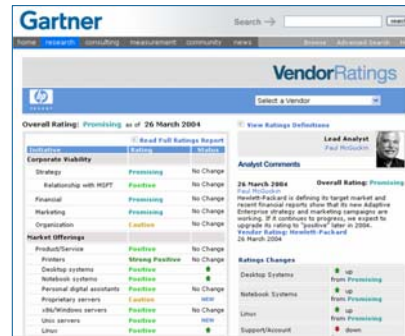 Gartner
Search
home research consulting measurement community news Browse Advanced Search
VendorRatings
hp
invent
Select a Vendor
Overall Rating: Promising as of 26 March 2004
Read Full Ratings Report
Initiative Rating Status
Corporate Viability
Strategy Promising No Change
Relationship with MSFT Positive No Change
Financial Promising No Change
Marketing Promising No Change
Organization Caution No Change
Market Offerings
Product/Service Positive No Change
Printers Strong Positive No Change
Desktop systems Positive
Notebook systems Positive
Personal digital assistants Positive No Change
Proprietary servers Caution NEW
x86/Windows servers Positive No Change
Unix servers Positive NEW
Linux Positive
View Ratings Definitions
Lead Analyst
Paul McGuckin
Analyst Comments
26 March 2004 Overall Rating: Promising
Hewlett-Packard is defining its target market and
recent financial reports show that its new Adaptive
Enterprise strategy and marketing campaigns are
working. If it continues to progress, we expect to
upgrade its rating to "positive" later in 2004.
Vendor Rating: Hewlett-Packard
26 March 2004
Ratings Changes
Desktop Systems up
from Promising
Notebook Systems up
from Promising
Linux up
from Promising
Support/Account down